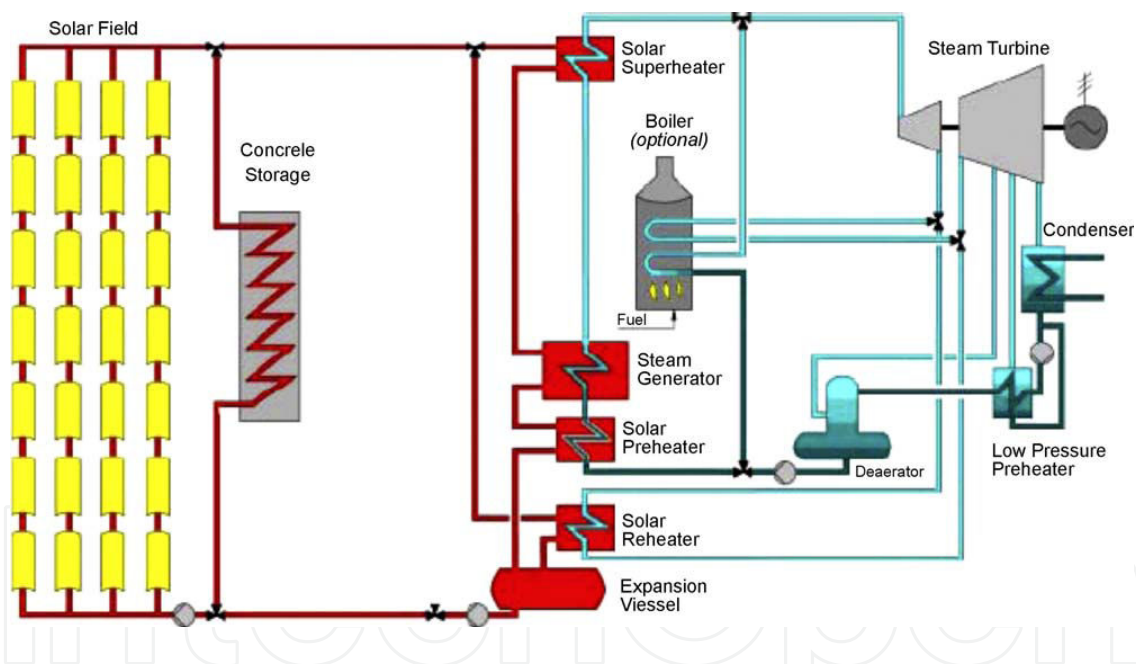 Solar Field
Solar
Superheater
Steam Turbine
Boiler
(optional)
Concrele
Storage
Condenser
Fuel
Steam
Generator
Solar
Preheater
Deaerator
Low Pressure
Preheater
Solar
Reheater
Expansion
Viessel